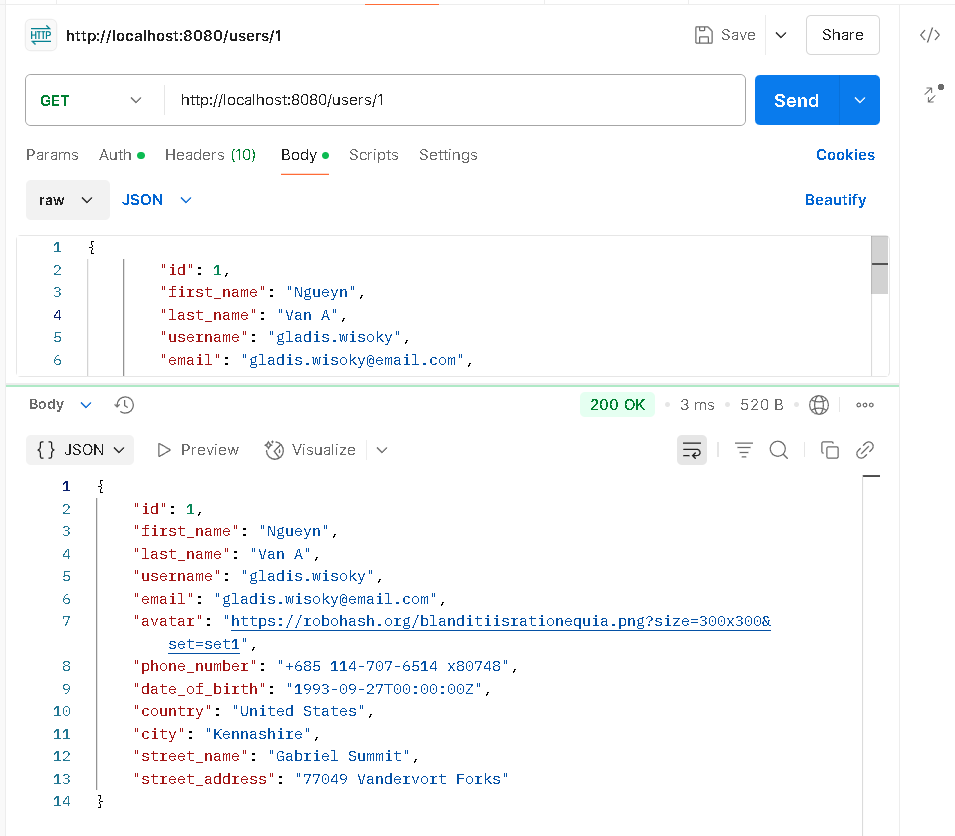 HTTP http://localhost:8080/users/1 Save Share
GET http://localhost:8080/users/1 Send
Params Auth Headers (10) Body Scripts Settings Cookies
raw JSON Beautify
1 {
2 "id": 1,
3 "first_name": "Ngueyn",
4 "last_name": "Van A",
5 "username": "gladis.wisoky",
6 "email": "gladis.wisoky@email.com",
Body 200 OK 3 ms 520 B
{} JSON Preview Visualize
1 {
2 "id": 1,
3 "first_name": "Ngueyn",
4 "last_name": "Van A",
5 "username": "gladis.wisoky",
6 "email": "gladis.wisoky@email.com",
7 "avatar": "https://robohash.org/blanditiisrationequia.png?size=300x300&
set=set1",
8 "phone_number": "+685 114-707-6514 x80748",
9 "date_of_birth": "1993-09-27T00:00:00Z",
10 "country": "United States",
11 "city": "Kennashire",
12 "street_name": "Gabriel Summit",
13 "street_address": "77049 Vandervort Forks"
14 }